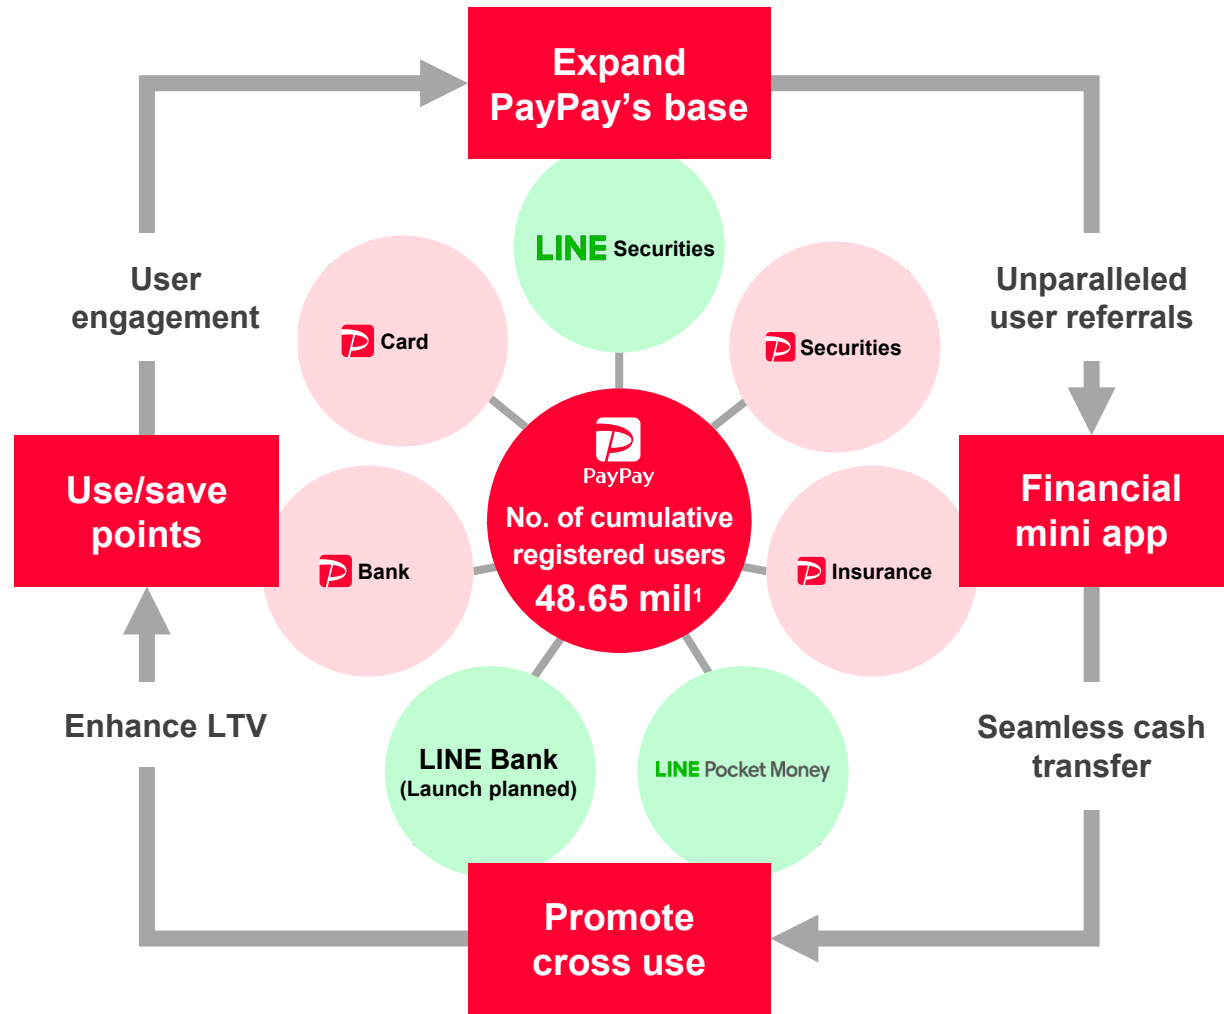 Expand
PayPay's base
LINE Securities
User
engagement
Unparalleled
user referrals
Card
Securities
PayPay
Use/save
points
No. of cumulative
registered users
48.65 mil¹
Financial
mini app
Bank
Insurance
Enhance LTV
LINE Bank
(Launch planned)
LINE Pocket Money
Seamless cash
transfer
Promote
cross use